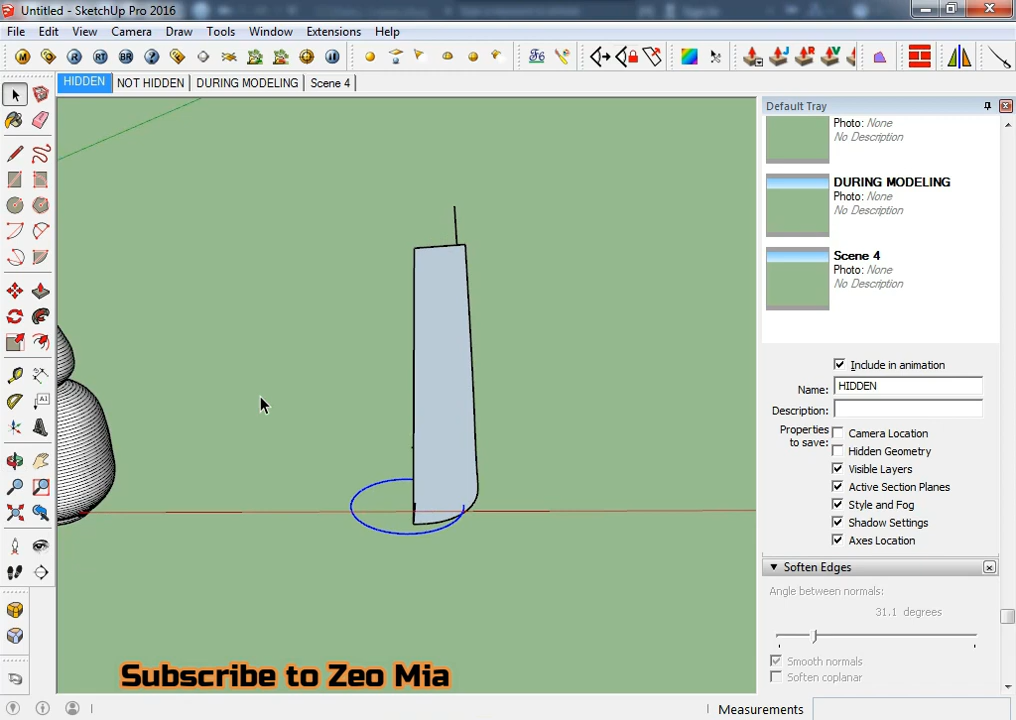 Untitled - SketchUp Pro 2016
File Edit View Camera Draw Tools Window Extensions Help
HIDDEN NOT HIDDEN DURING MODELING Scene 4
Default Tray
Photo: None
No Description
DURING MODELING
Photo: None
No Description
Scene 4
Photo: None
No Description
Include in animation
Name: HIDDEN
Description:
Properties to save:
Camera Location
Hidden Geometry
Visible Layers
Active Section Planes
Style and Fog
Shadow Settings
Axes Location
Soften Edges
Angle between normals:
31.1 degrees
Smooth normals
Soften coplanar
Subscribe to Zeo Mia
Measurements